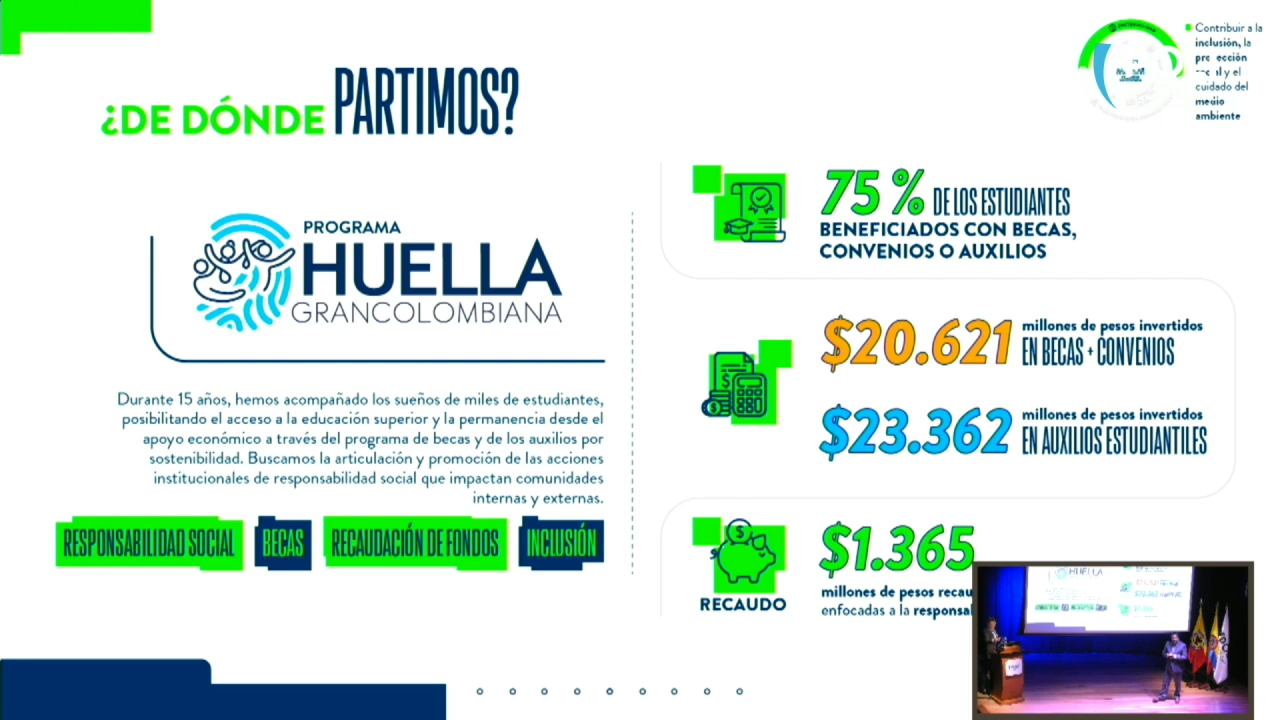 ¿DE DÓNDE PARTIMOS?
Contribuir a la
inclusión, la
y el
cuidado del
medio
ambiente
PROGRAMA
HUELLA
GRANCOLOMBIANA
Durante 15 años, hemos acompañado los sueños de miles de estudiantes,
posibilitando el acceso a la educación superior y la permanencia desde el
apoyo económico a través del programa de becas y de los auxilios por
sostenibilidad. Buscamos la articulación y promoción de las acciones
institucionales de responsabilidad social que impactan comunidades
internas y externas.
RESPONSABILIDAD SOCIAL BECAS RECAUDACIÓN DE FONDOS INCLUSIÓN
75 % DE LOS ESTUDIANTES
BENEFICIADOS CON BECAS,
CONVENIOS O AUXILIOS
$20.621 millones de pesos invertidos
EN BECAS + CONVENIOS
$23.362 millones de pesos invertidos
EN AUXILIOS ESTUDIANTILES
$1.365
RECAUDO
millones de pesos
enfocadas a la
HUELLA